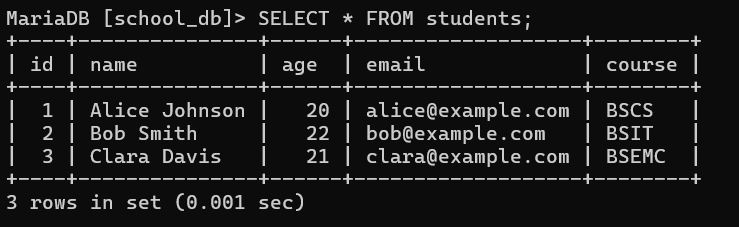 MariaDB [school_db]> SELECT * FROM students;
+----+---------------+------+-------------------+--------+
| id | name          | age  | email             | course |
+----+---------------+------+-------------------+--------+
|  1 | Alice Johnson |   20 | alice@example.com | BSCS   |
|  2 | Bob Smith     |   22 | bob@example.com   | BSIT   |
|  3 | Clara Davis   |   21 | clara@example.com | BSEMC  |
+----+---------------+------+-------------------+--------+
3 rows in set (0.001 sec)